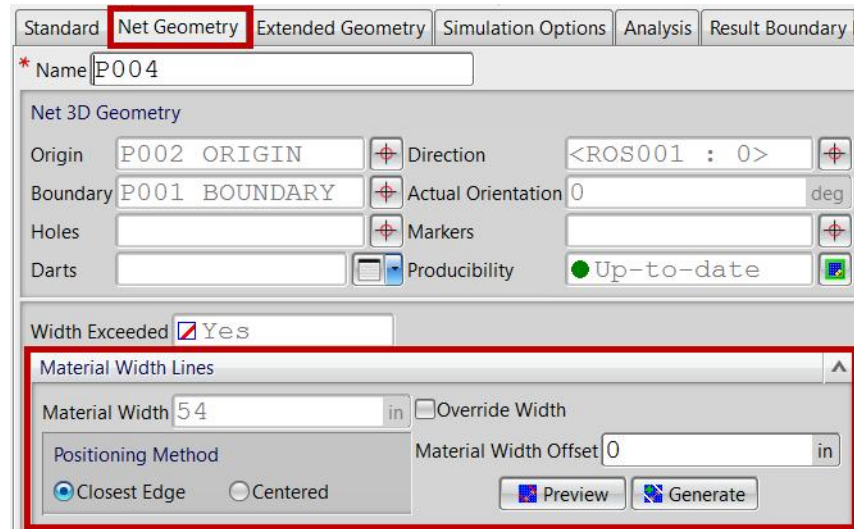 Standard Net Geometry Extended Geometry Simulation Options Analysis Result Boundary
* Name P004
Net 3D Geometry
Origin P002 ORIGIN Direction <ROS001 : 0>
Boundary P001 BOUNDARY Actual Orientation 0 deg
Holes Markers
Darts Producibility Up-to-date
Width Exceeded Yes
Material Width Lines
Material Width 54 in Override Width
Positioning Method Material Width Offset 0 in
Closest Edge Centered Preview Generate